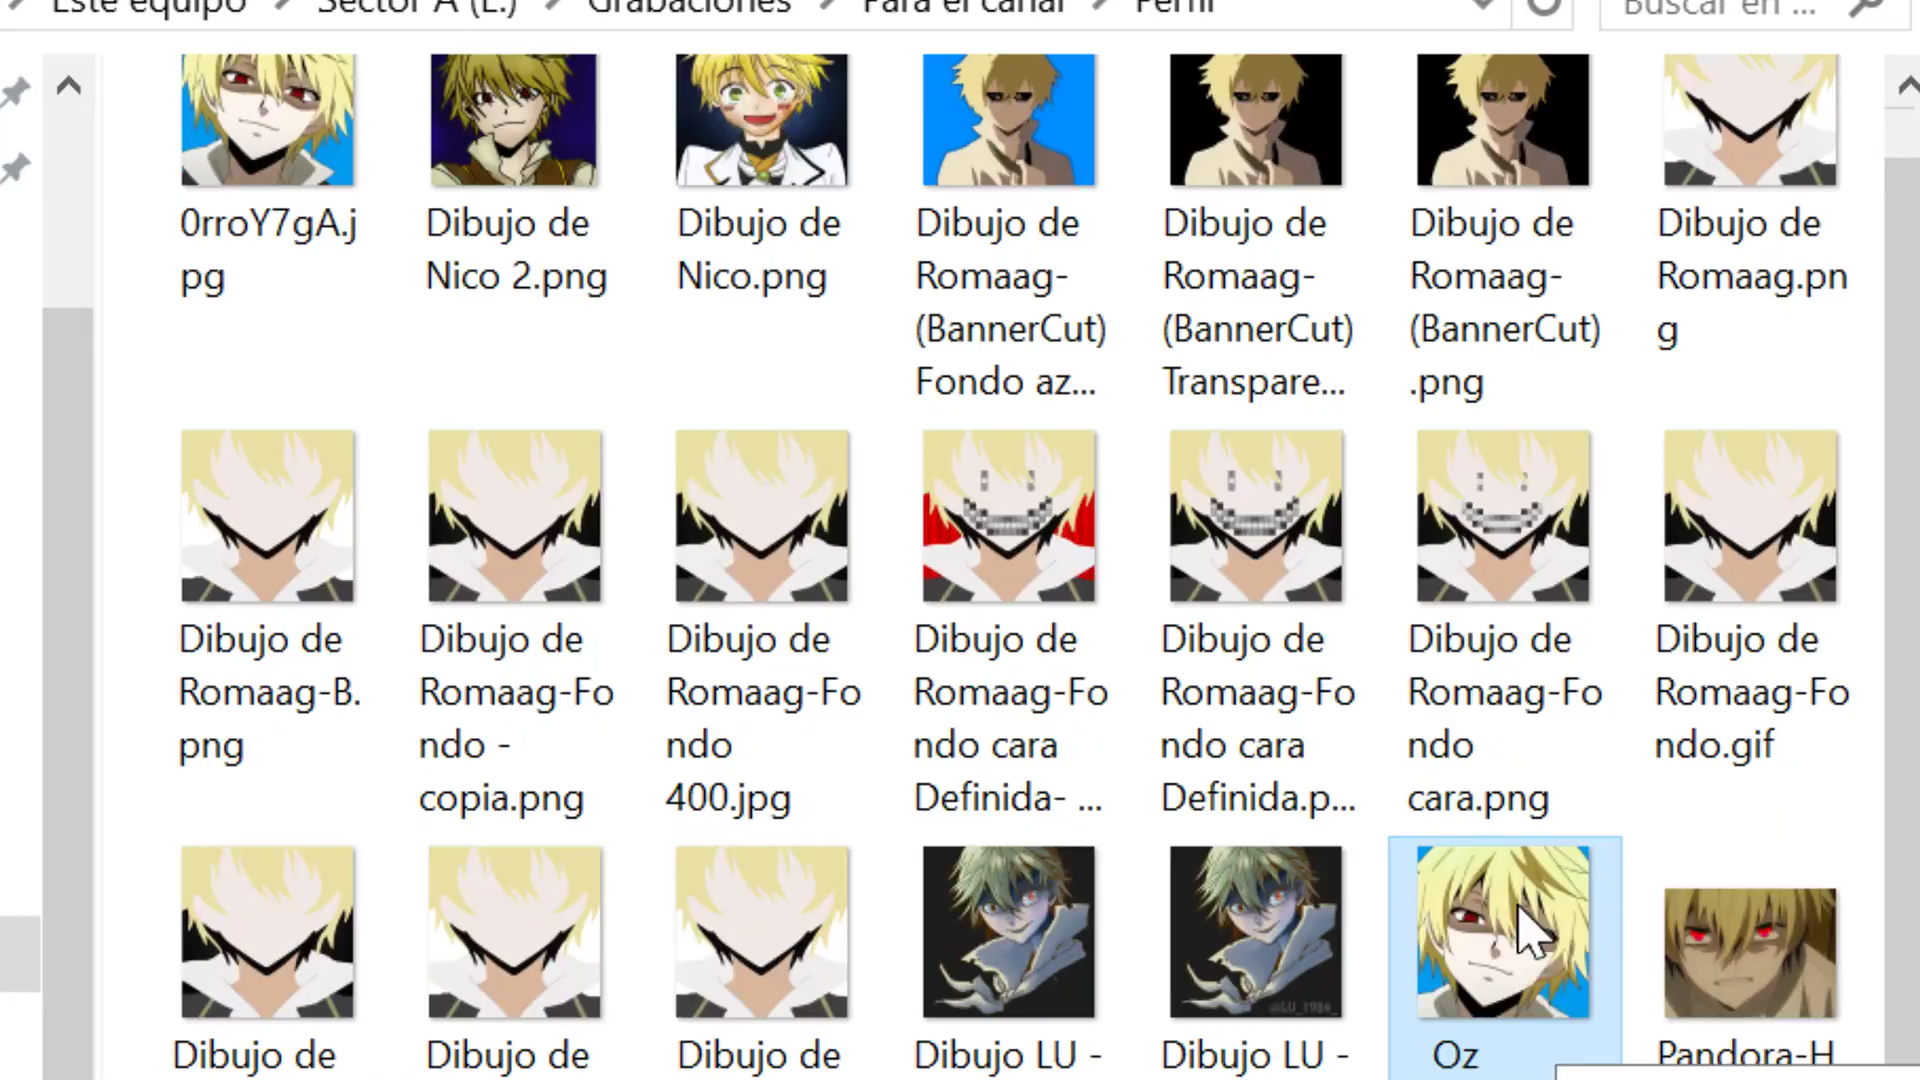 Este equipo > Sector A (E:) > Grabaciones > Para el canal > Perfil
Buscar en ...
0rroY7gA.j
pg
Dibujo de
Nico 2.png
Dibujo de
Nico.png
Dibujo de
Romaag-
(BannerCut)
Fondo az...
Dibujo de
Romaag-
(BannerCut)
Transpare...
Dibujo de
Romaag-
(BannerCut)
.png
Dibujo de
Romaag.pn
g
Dibujo de
Romaag-B.
png
Dibujo de
Romaag-Fo
ndo -
copia.png
Dibujo de
Romaag-Fo
ndo
400.jpg
Dibujo de
Romaag-Fo
ndo cara
Definida- ...
Dibujo de
Romaag-Fo
ndo cara
Definida.p...
Dibujo de
Romaag-Fo
ndo
cara.png
Dibujo de
Romaag-Fo
ndo.gif
Dibujo de
Dibujo de
Dibujo de
Dibujo LU -
Dibujo LU -
Oz
Pandora-H